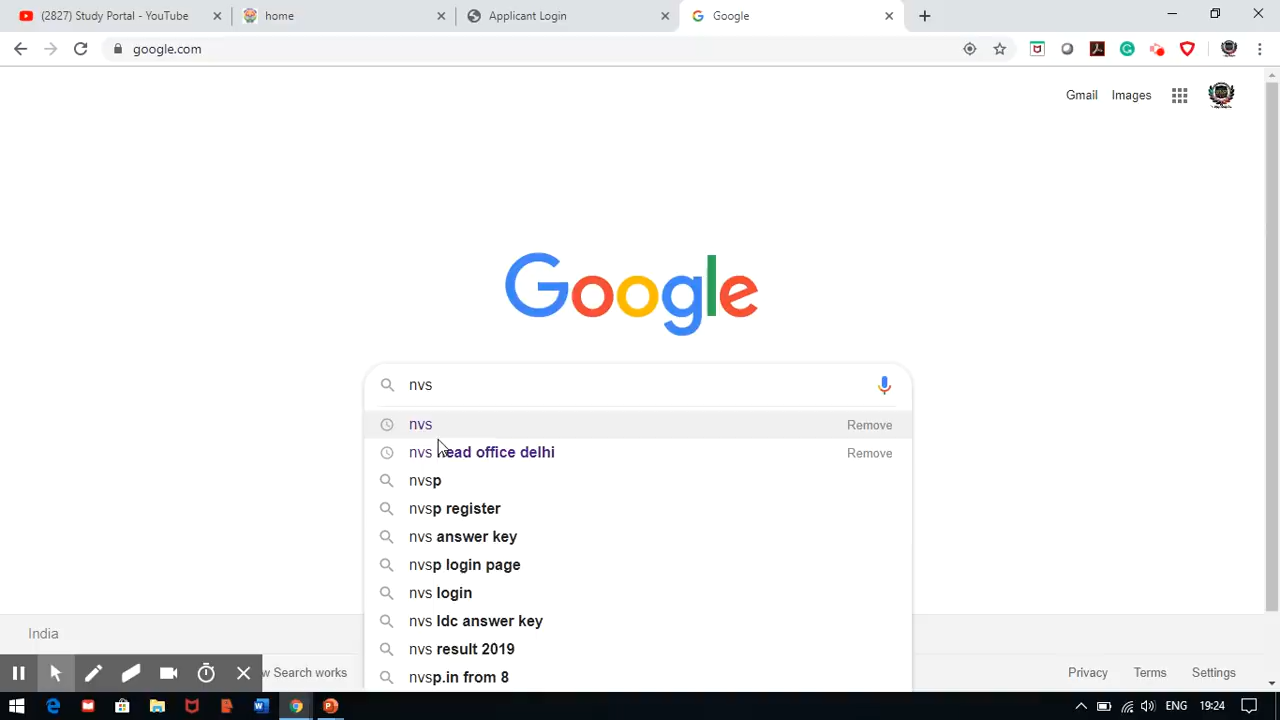 (2827) Study Portal - YouTube
home
Applicant Login
Google
google.com
Gmail Images
Google
nvs
nvs Remove
nvs head office delhi Remove
nvsp
nvsp register
nvs answer key
nvsp login page
nvs login
nvs ldc answer key
nvs result 2019
nvsp.in from 8
India
w Search works
Privacy Terms Settings
ENG 19:24